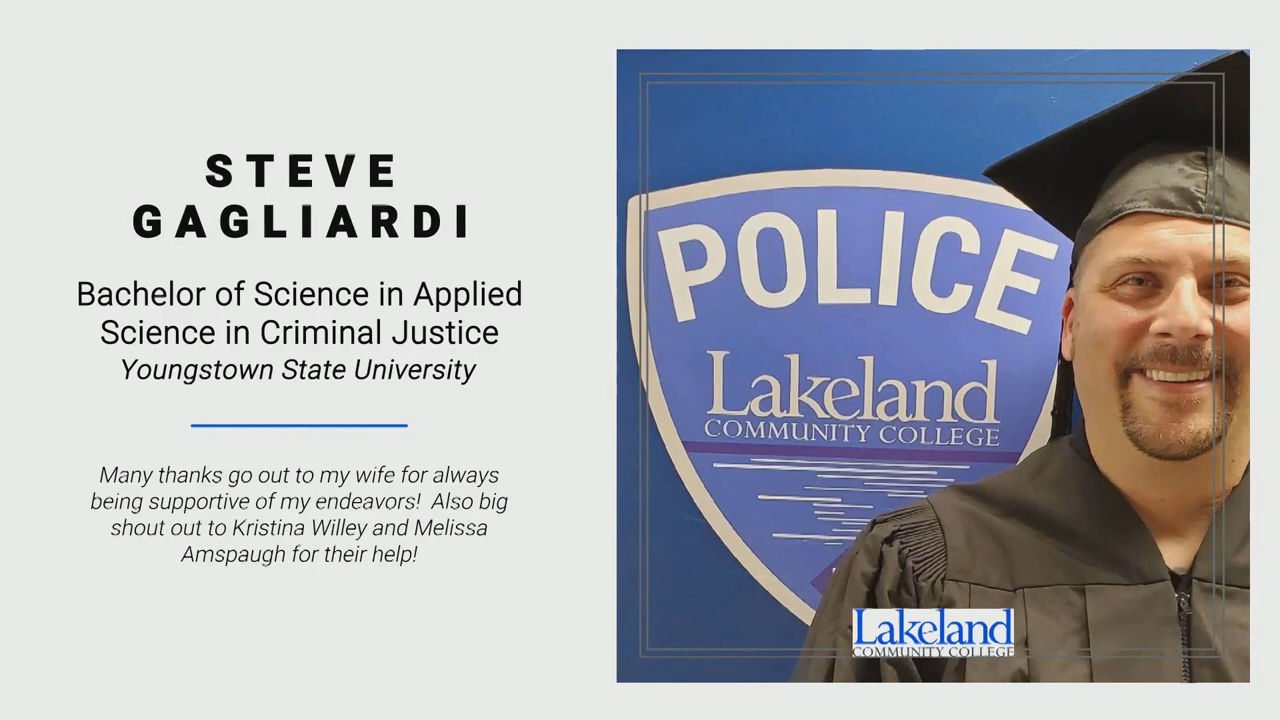 STEVE
GAGLIARDI
Bachelor of Science in Applied
Science in Criminal Justice
Youngstown State University
Many thanks go out to my wife for always
being supportive of my endeavors! Also big
shout out to Kristina Willey and Melissa
Amspaugh for their help!
POLICE
Lakeland
COMMUNITY COLLEGE
Lakeland
COMMUNITY COLLEGE